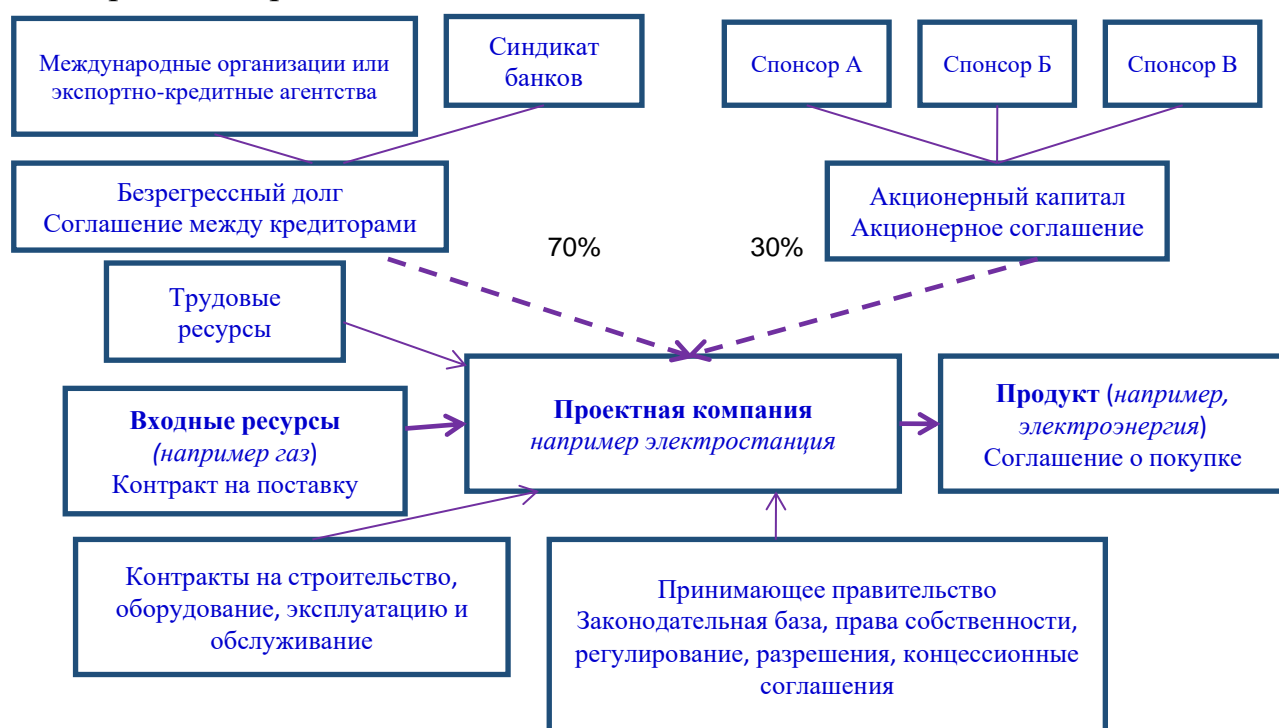 Международные организации или
экспортно-кредитные агентства
Синдикат
банков
Спонсор А
Спонсор Б
Спонсор В
Безрегрессный долг
Соглашение между кредиторами
Акционерный капитал
Акционерное соглашение
70%
30%
Трудовые
ресурсы
Входные ресурсы
(например газ)
Контракт на поставку
Проектная компания
например электростанция
Продукт (например,
электроэнергия)
Соглашение о покупке
Контракты на строительство,
оборудование, эксплуатацию и
обслуживание
Принимающее правительство
Законодательная база, права собственности,
регулирование, разрешения, концессионные
соглашения